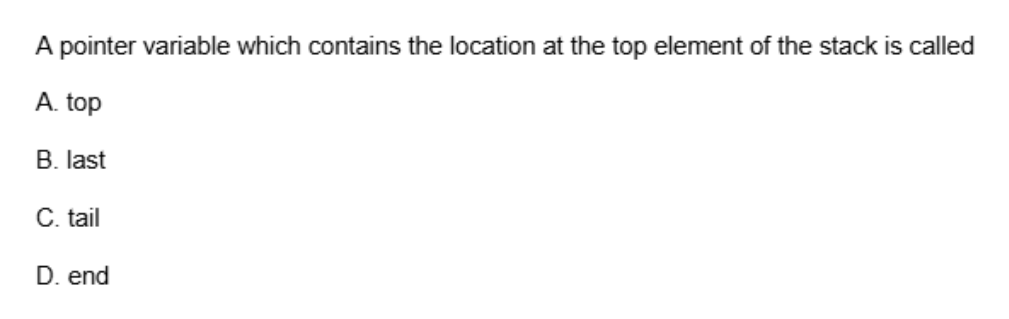 A pointer variable which contains the location at the top element of the stack is called
A. top
B. last
C. tail
D. end